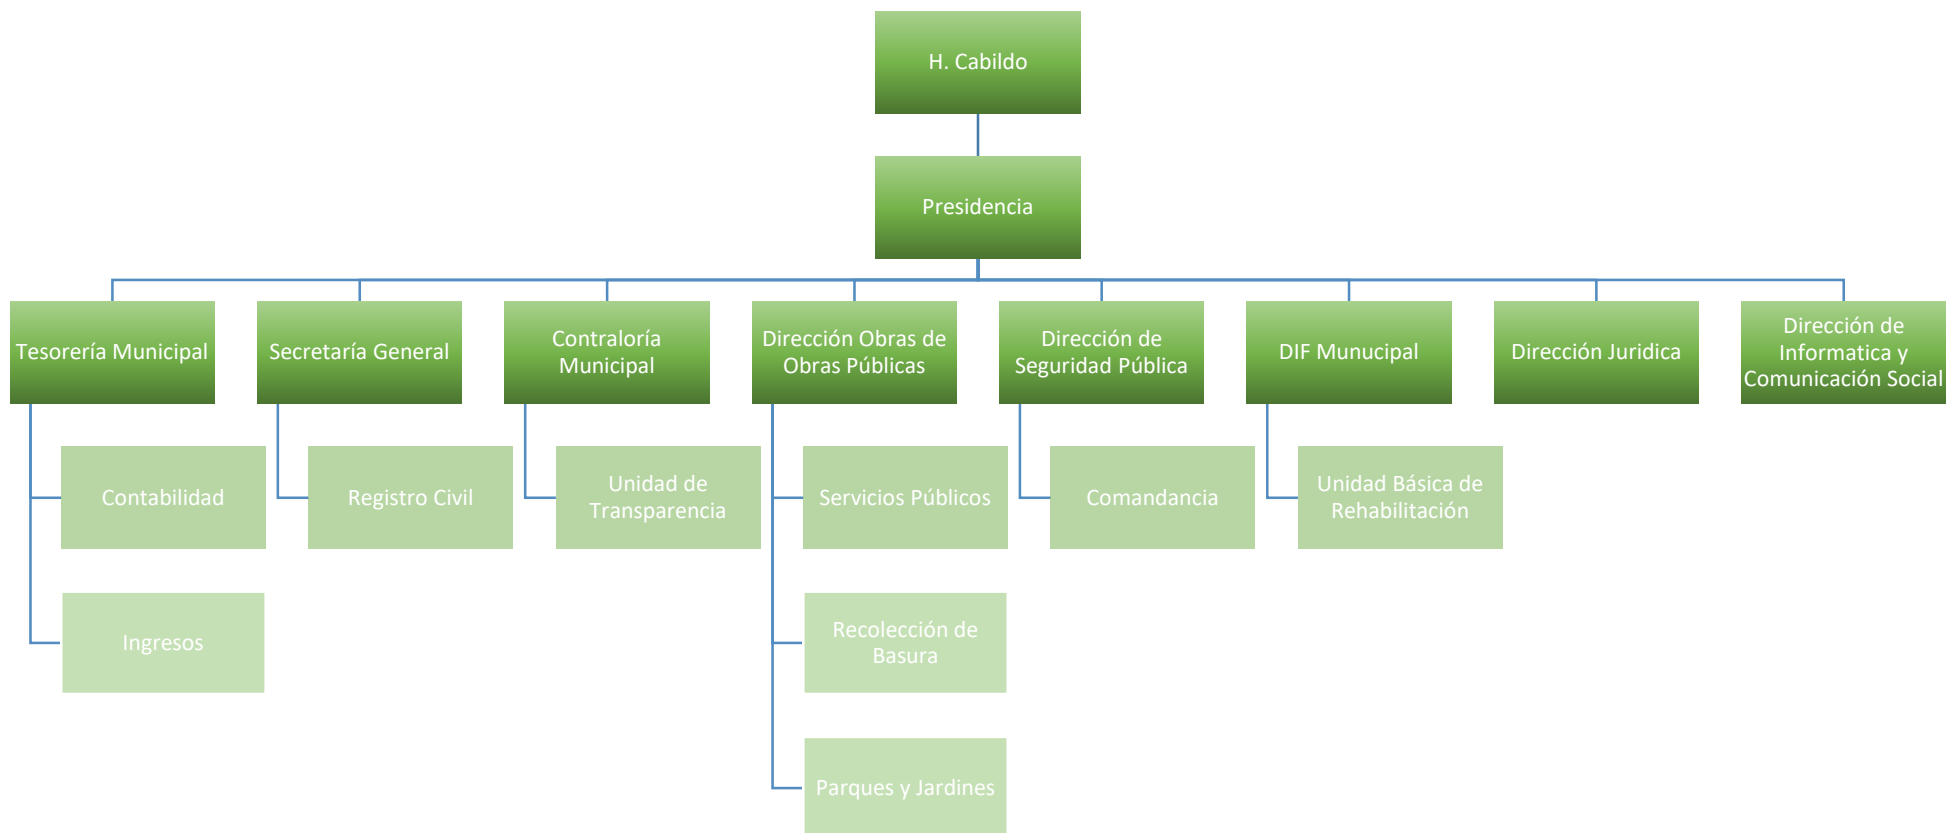 H. Cabildo
Presidencia
Tesorería Municipal
Secretaría General
Contraloría
Municipal
Dirección Obras de
Obras Públicas
Dirección de
Seguridad Pública
DIF Munucipal
Dirección Juridica
Dirección de
Informatica y
Comunicación Social
Contabilidad
Registro Civil
Unidad de
Transparencia
Servicios Públicos
Comandancia
Unidad Básica de
Rehabilitación
Ingresos
Recolección de
Basura
Parques y Jardines